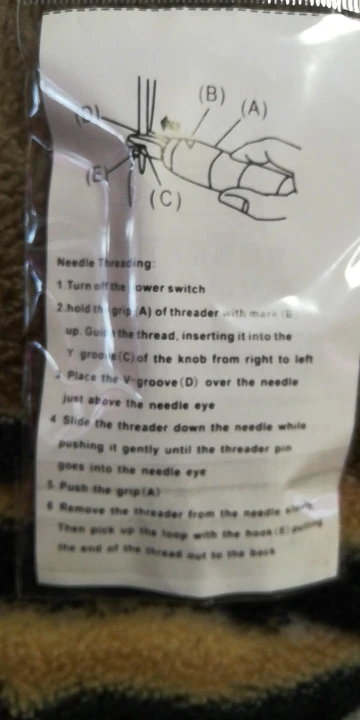 (B)
(A)
(D)
(E)
(C)
Needle Threading:
1.Turn off the power switch
2.hold the grip (A) of threader with mark (B
up. Guid the thread, inserting it into the
Y groove (C) of the knob from right to left
Place the V-groove (D) over the needle
just above the needle eye
4 Slide the threader down the needle while
pushing it gently until the threader pin
goes into the needle eye
5.Push the grip (A)
6 Remove the threader from the needle
Then pick up the loop with the hook (E) pulling
the end of the thread out to the back